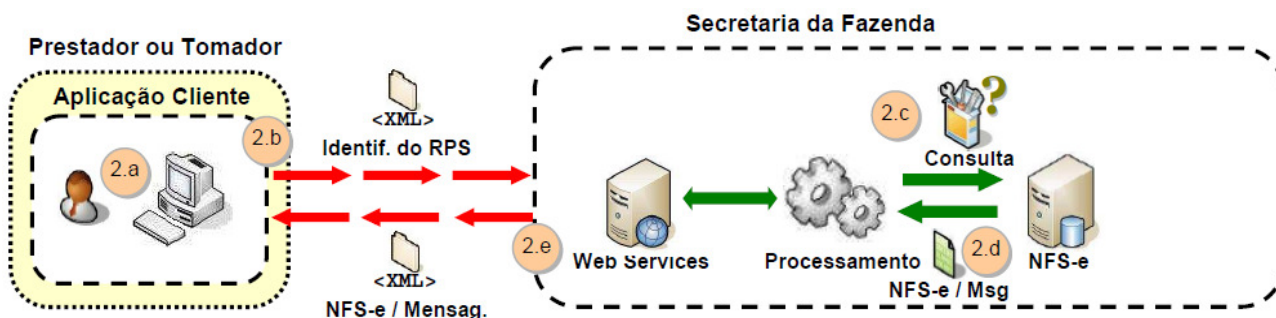 Secretaria da Fazenda
Prestador ou Tomador
Aplicação Cliente
2.a
2.b
<XML>
Identif. do RPS
<XML>
NFS-e / Mensag.
2.c
?
Consulta
2.e
Web Services
Processamento
2.d
NFS-e
NFS-e / Msg